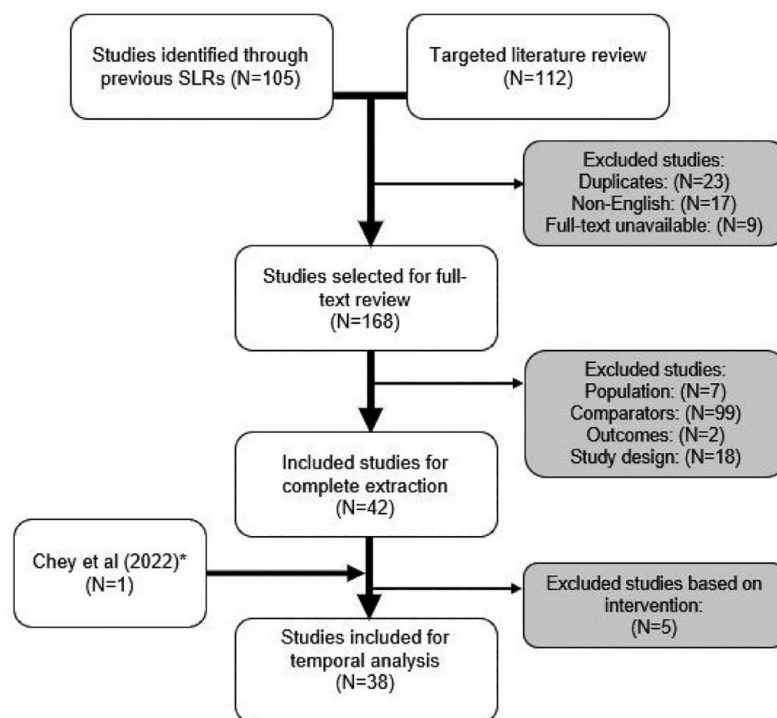 Studies identified through
previous SLRs (N=105)
Targeted literature review
(N=112)
Excluded studies:
Duplicates: (N=23)
Non-English: (N=17)
Full-text unavailable: (N=9)
Studies selected for full-
text review
(N=168)
Excluded studies:
Population: (N=7)
Comparators: (N=99)
Outcomes: (N=2)
Study design: (N=18)
Included studies for
complete extraction
(N=42)
Chey et al (2022)*
(N=1)
Excluded studies based on
intervention:
(N=5)
Studies included for
temporal analysis
(N=38)